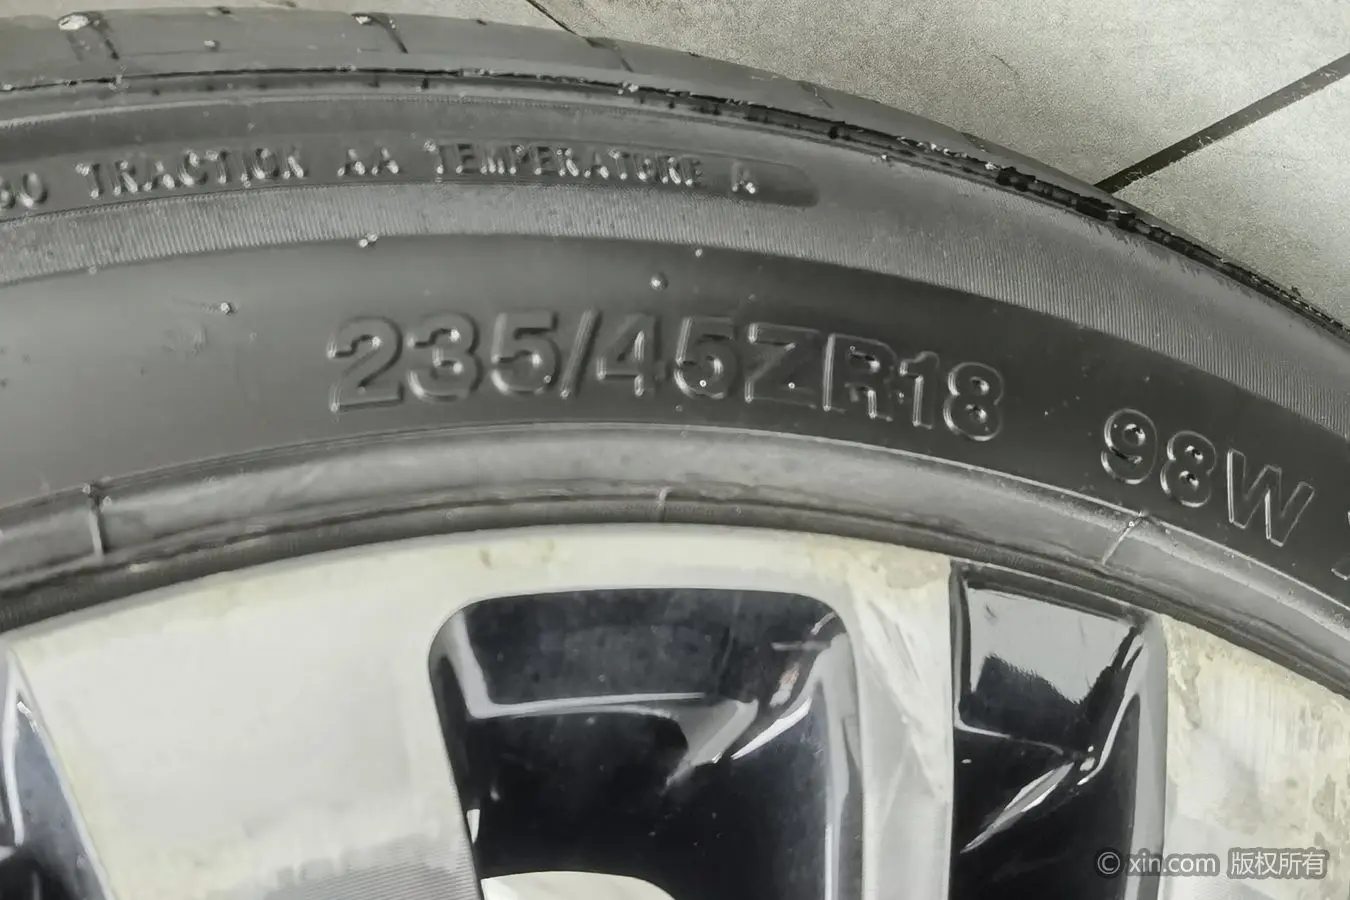 TRACTION AA TEMPERATURE A
235/45ZR18 98W
© xin.com 版权所有